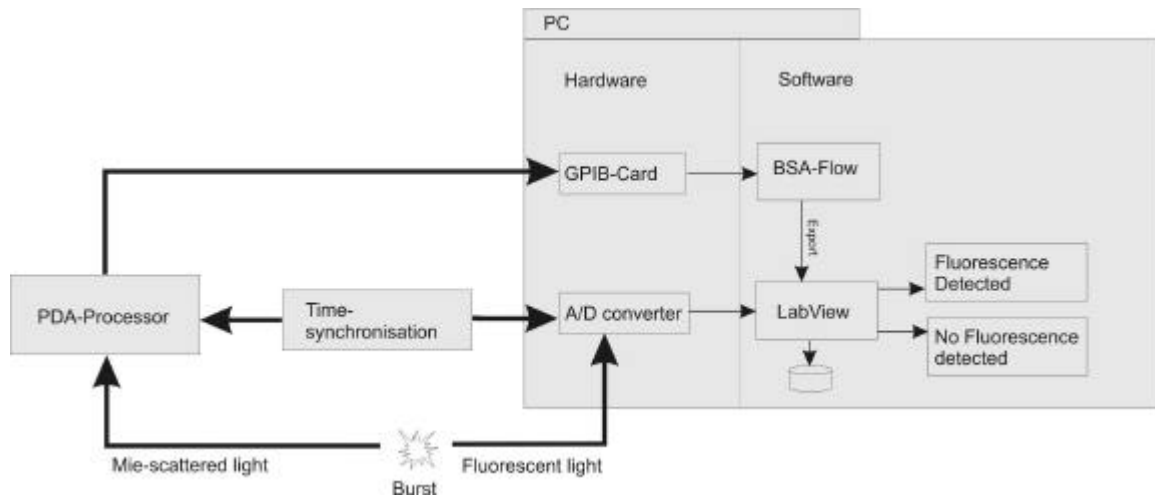 PC
Hardware
Software
GPIB-Card
BSA-Flow
Export
Fluorescence
Detected
PDA-Processor
Time-
synchronisation
A/D converter
LabView
No Fluorescence
detected
Mie-scattered light
Fluorescent light
Burst